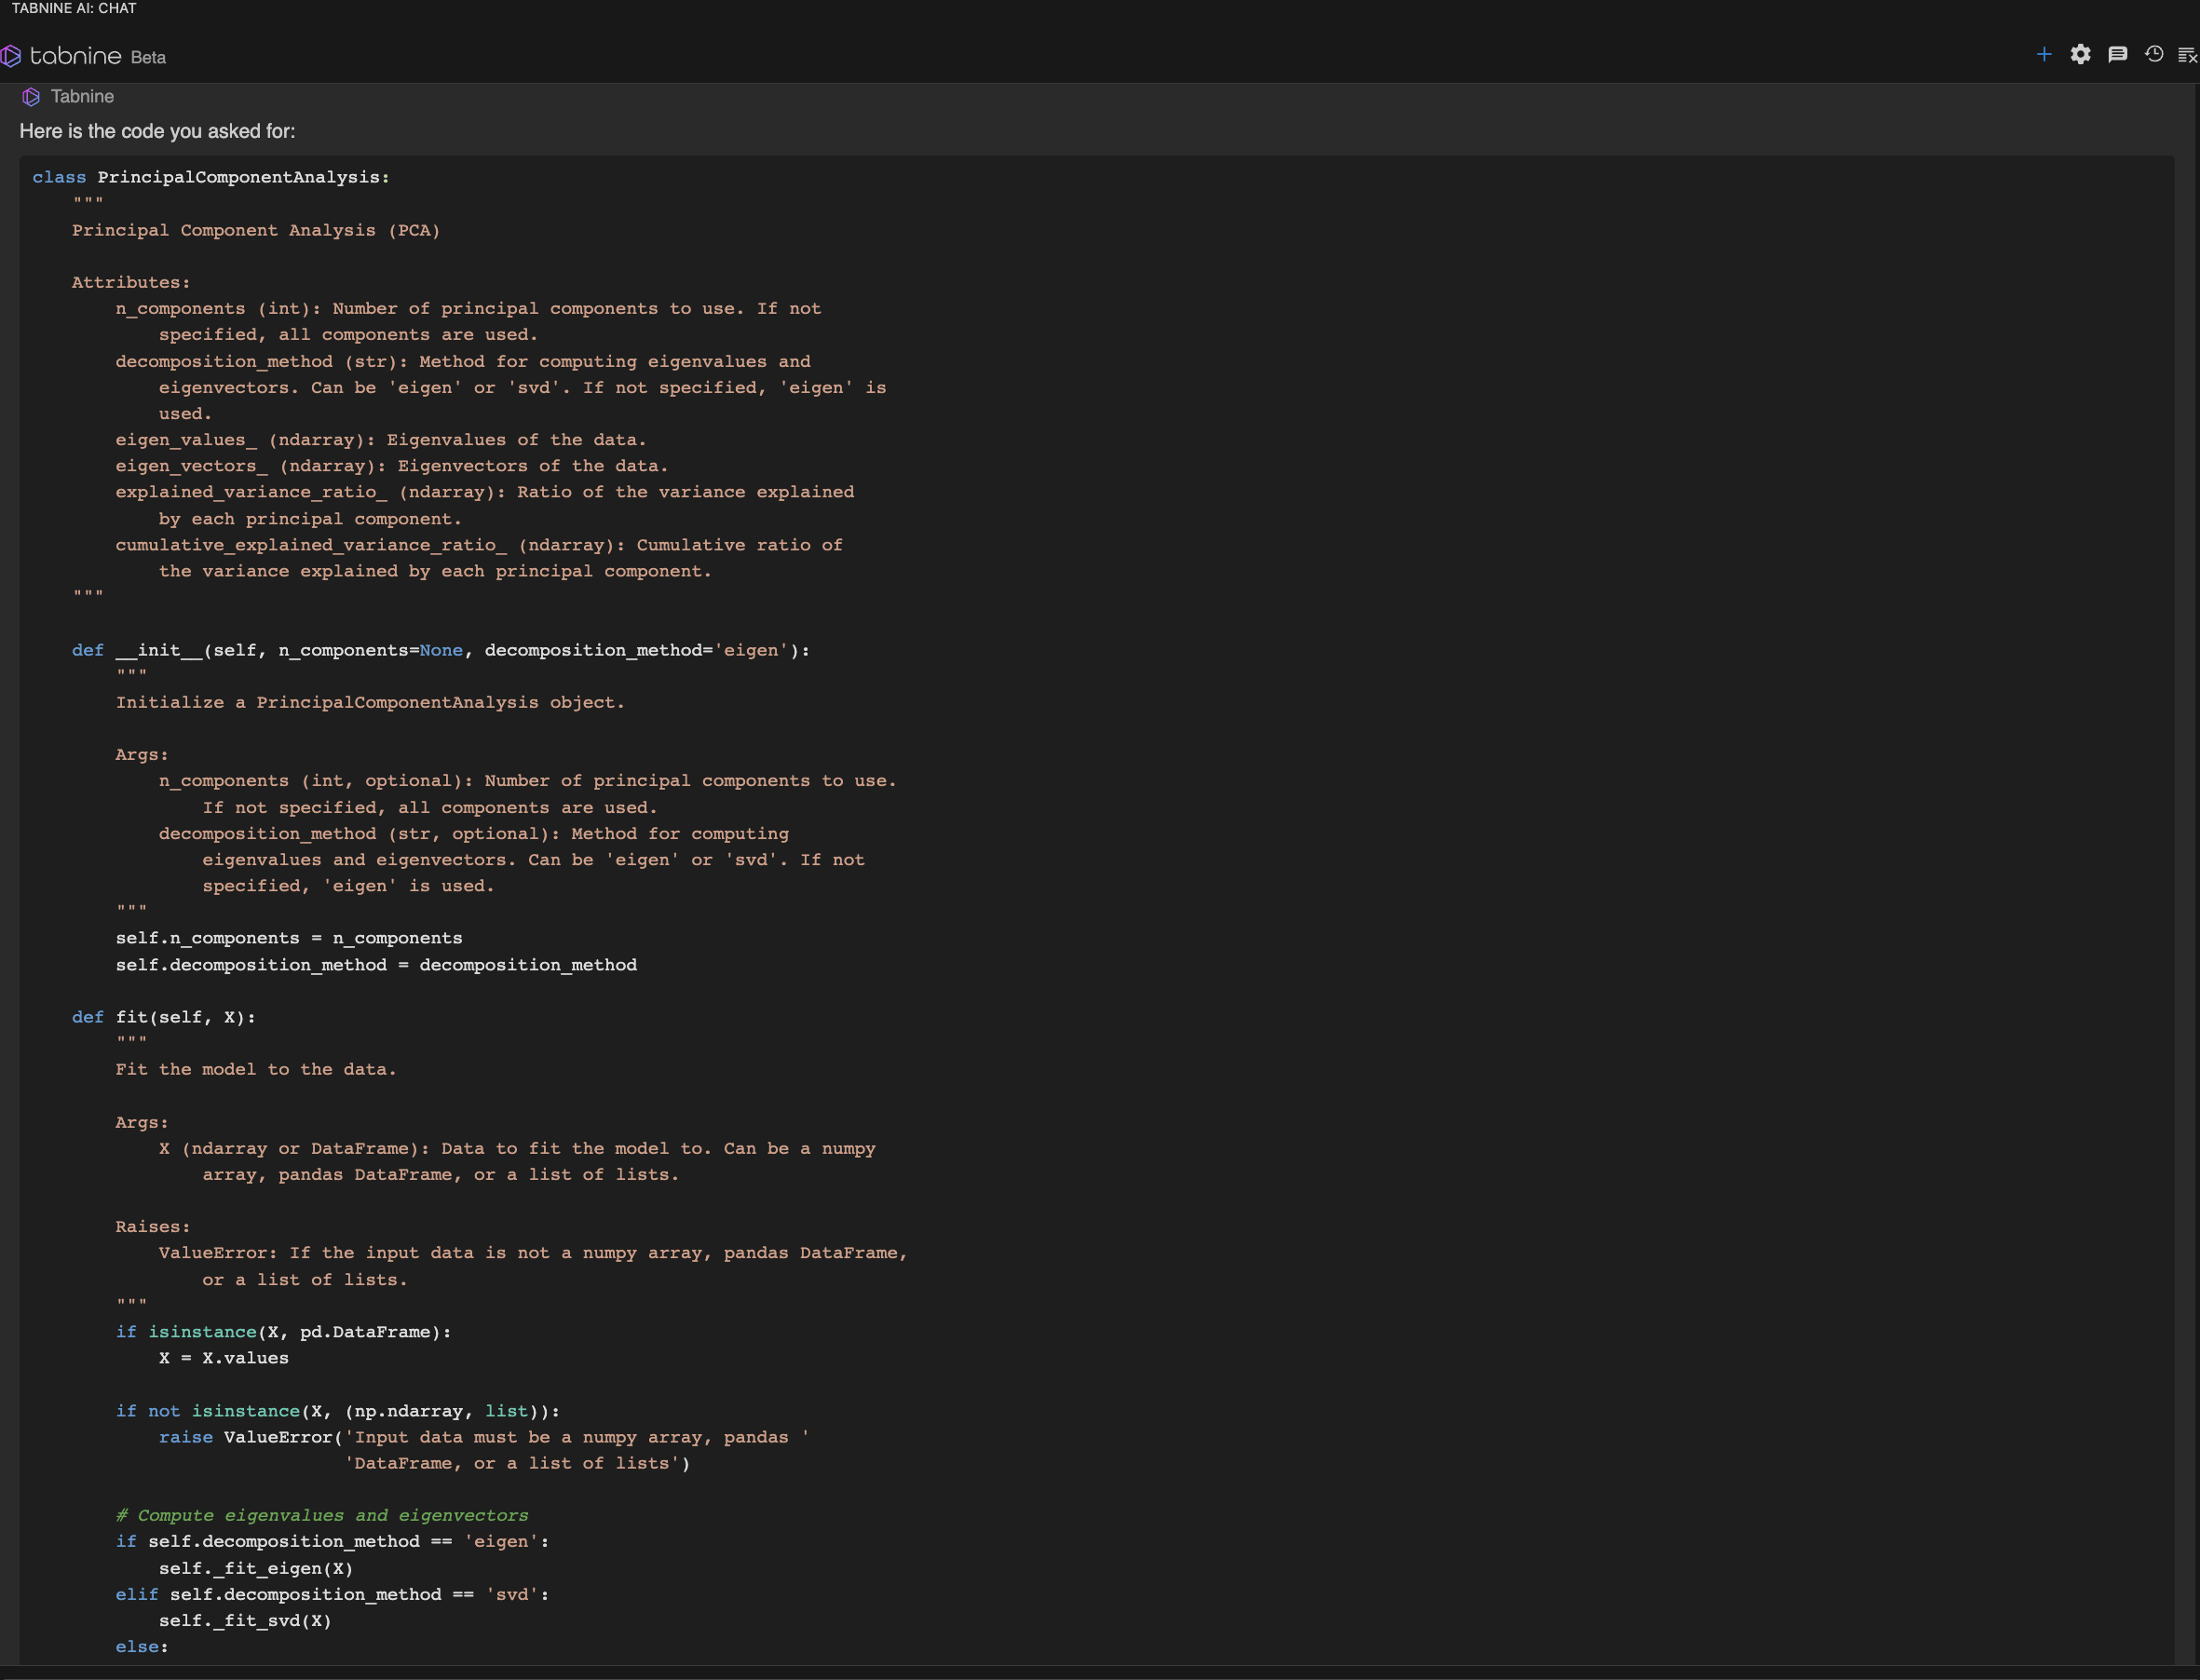 TABNINE AI: CHAT
tabnine Beta
Tabnine
Here is the code you asked for:
class PrincipalComponentAnalysis:
    """
    Principal Component Analysis (PCA)

    Attributes:
        n_components (int): Number of principal components to use. If not
            specified, all components are used.
        decomposition_method (str): Method for computing eigenvalues and
            eigenvectors. Can be 'eigen' or 'svd'. If not specified, 'eigen' is
            used.
        eigen_values_ (ndarray): Eigenvalues of the data.
        eigen_vectors_ (ndarray): Eigenvectors of the data.
        explained_variance_ratio_ (ndarray): Ratio of the variance explained
            by each principal component.
        cumulative_explained_variance_ratio_ (ndarray): Cumulative ratio of
            the variance explained by each principal component.
    """

    def __init__(self, n_components=None, decomposition_method='eigen'):
        """
        Initialize a PrincipalComponentAnalysis object.

        Args:
            n_components (int, optional): Number of principal components to use.
                If not specified, all components are used.
            decomposition_method (str, optional): Method for computing
                eigenvalues and eigenvectors. Can be 'eigen' or 'svd'. If not
                specified, 'eigen' is used.
        """
        self.n_components = n_components
        self.decomposition_method = decomposition_method

    def fit(self, X):
        """
        Fit the model to the data.

        Args:
            X (ndarray or DataFrame): Data to fit the model to. Can be a numpy
                array, pandas DataFrame, or a list of lists.

        Raises:
            ValueError: If the input data is not a numpy array, pandas DataFrame,
                or a list of lists.
        """
        if isinstance(X, pd.DataFrame):
            X = X.values

        if not isinstance(X, (np.ndarray, list)):
            raise ValueError('Input data must be a numpy array, pandas '
                             'DataFrame, or a list of lists')

        # Compute eigenvalues and eigenvectors
        if self.decomposition_method == 'eigen':
            self._fit_eigen(X)
        elif self.decomposition_method == 'svd':
            self._fit_svd(X)
        else: